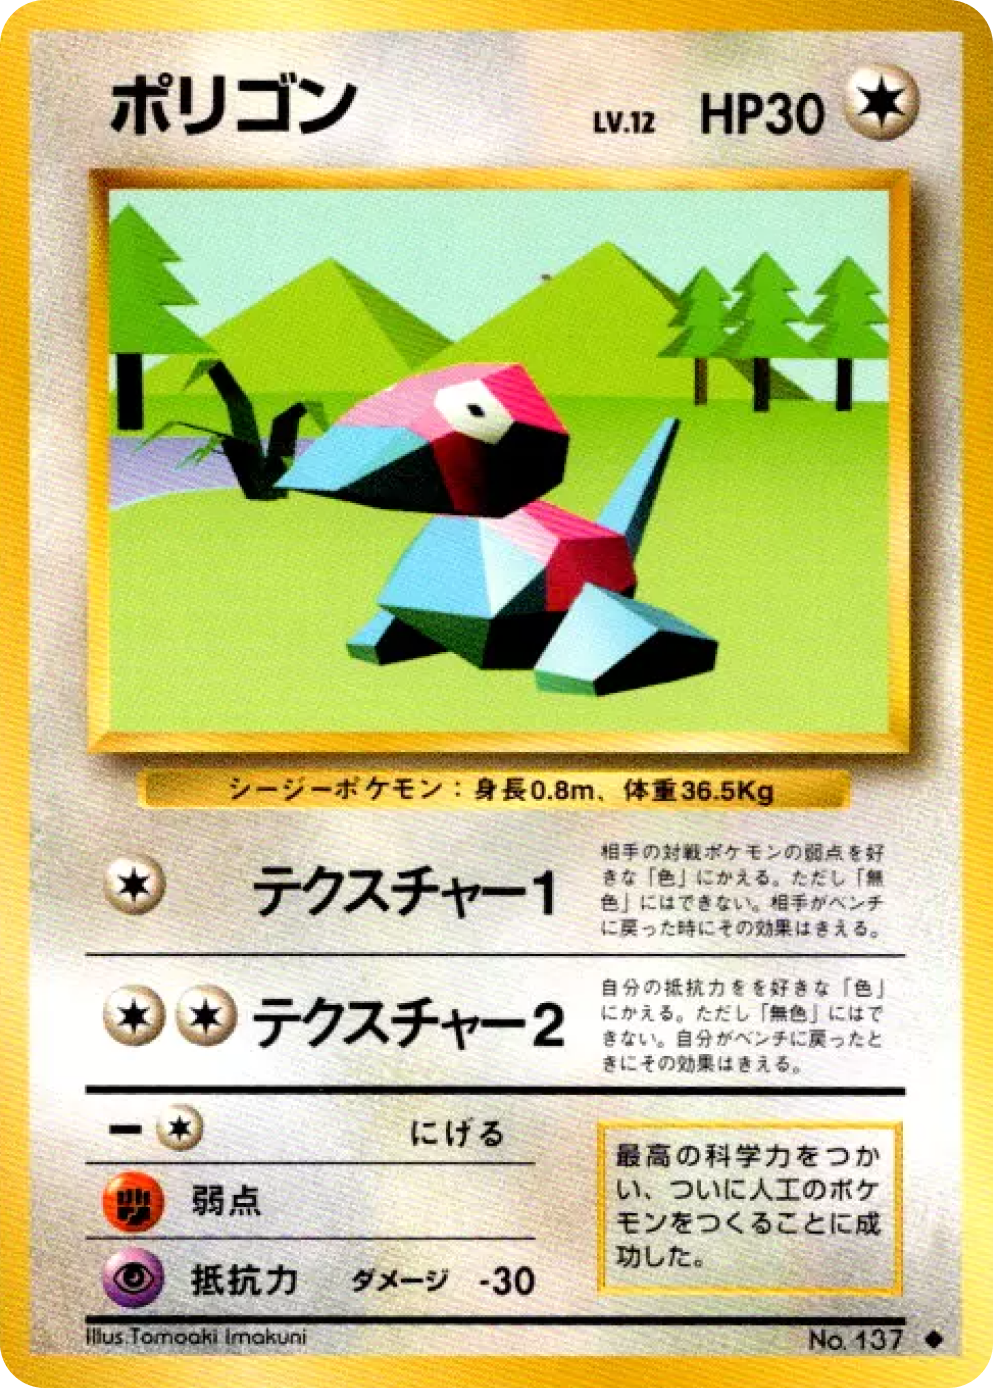 ポリゴン LV.12 HP30
シージーポケモン：身長0.8m、体重36.5Kg
テクスチャー1
相手の対戦ポケモンの弱点を好
きな「色」にかえる。ただし「無
色」にはできない。相手がベンチ
に戻った時にその効果はきえる。
テクスチャー2
自分の抵抗力をを好きな「色」
にかえる。ただし「無色」にはで
きない。自分がベンチに戻ったと
きにその効果はきえる。
ー にげる
弱点
抵抗力 ダメージ -30
最高の科学力をつか
い、ついに人工のポケ
モンをつくることに成
功した。
Illus.Tomoaki Imakuni
No. 137